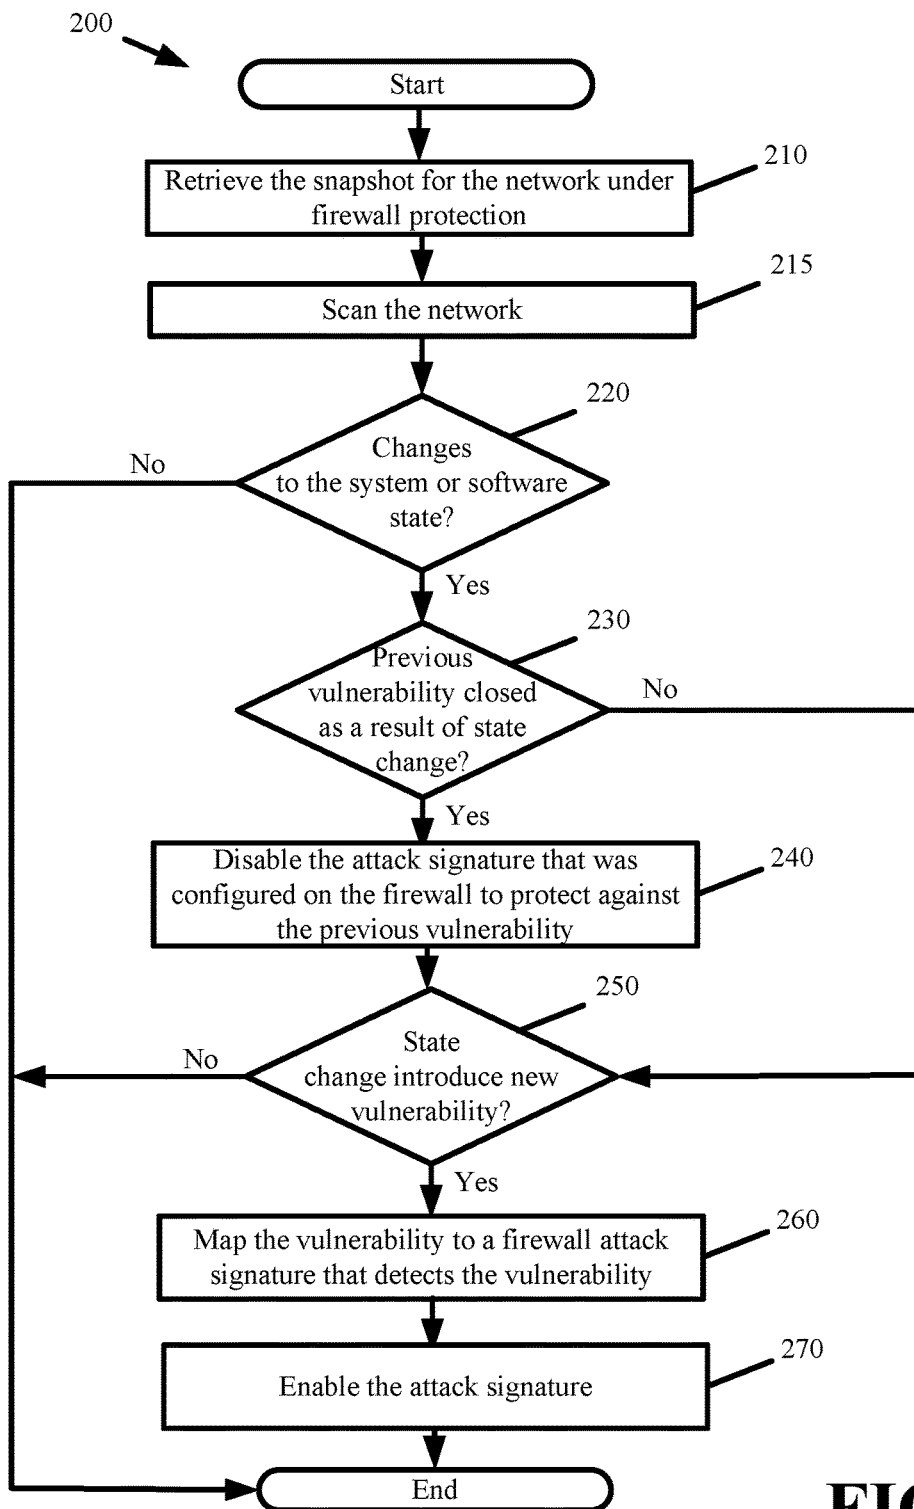 200
Start
210
Retrieve the snapshot for the network under
firewall protection
215
Scan the network
220
Changes
to the system or software
state?
No
Yes
230
Previous
vulnerability closed
as a result of state
change?
No
Yes
240
Disable the attack signature that was
configured on the firewall to protect against
the previous vulnerability
250
State
change introduce new
vulnerability?
No
Yes
260
Map the vulnerability to a firewall attack
signature that detects the vulnerability
270
Enable the attack signature
End